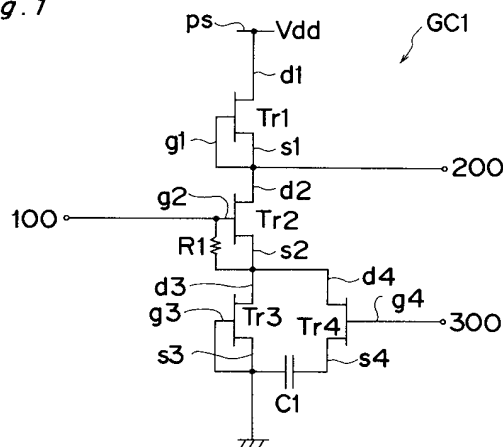 g. 1
ps
Vdd
GC1
d1
Tr1
g1
s1
200
d2
g2
100
Tr2
R1
s2
d3
d4
g3
Tr3
Tr4
g4
300
s3
s4
C1